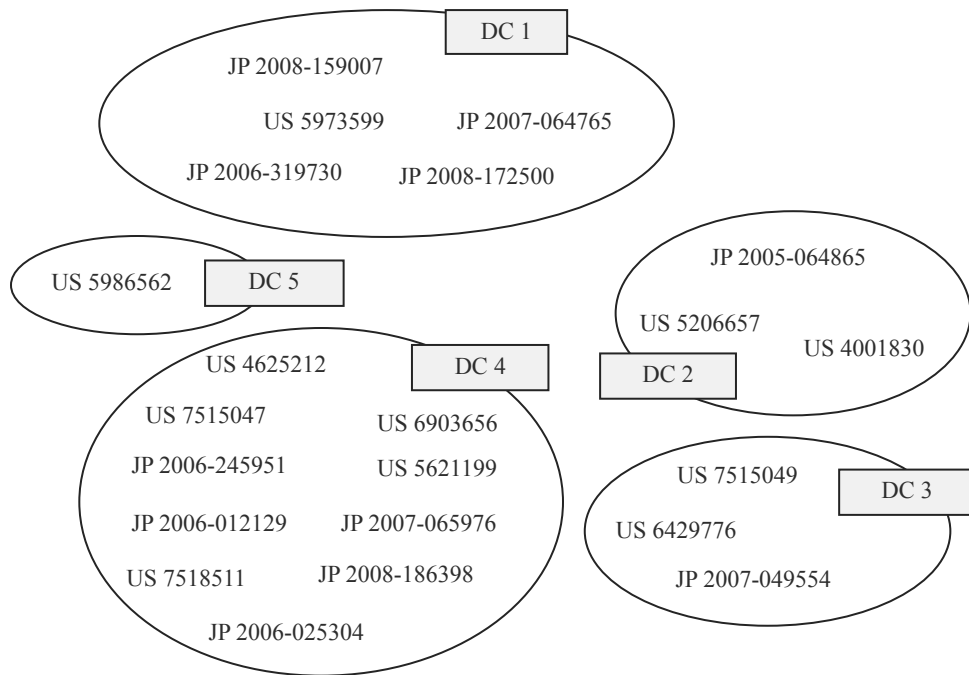 DC 1
JP 2008-159007
US 5973599
JP 2007-064765
JP 2006-319730
JP 2008-172500
US 5986562
DC 5
JP 2005-064865
US 5206657
US 4001830
DC 2
US 4625212
DC 4
US 7515047
US 6903656
JP 2006-245951
US 5621199
JP 2006-012129
JP 2007-065976
US 7518511
JP 2008-186398
JP 2006-025304
US 7515049
DC 3
US 6429776
JP 2007-049554